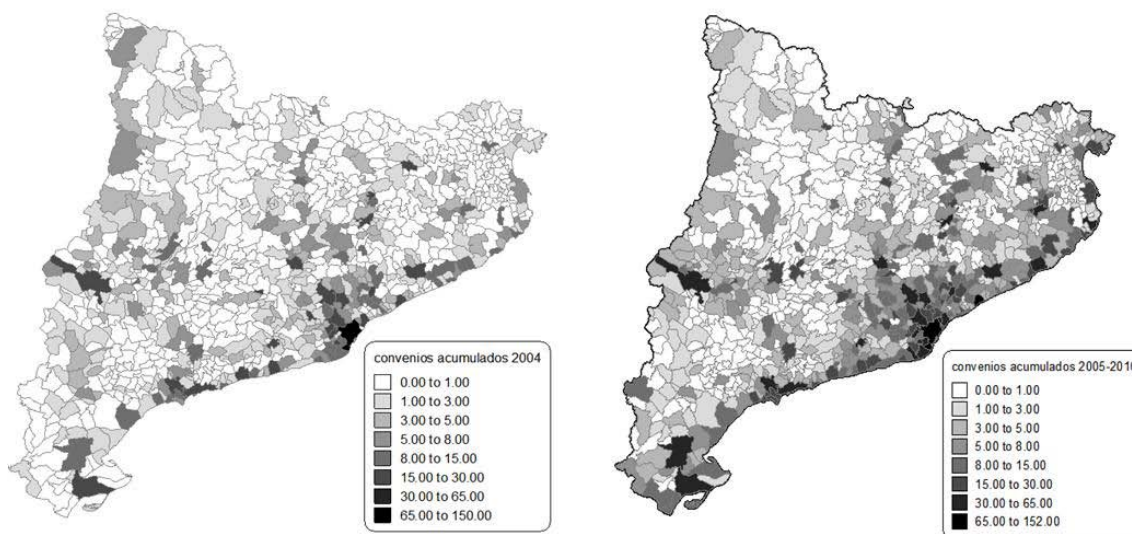 convenios acumulados 2004
0.00 to 1.00
1.00 to 3.00
3.00 to 5.00
5.00 to 8.00
8.00 to 15.00
15.00 to 30.00
30.00 to 65.00
65.00 to 150.00
convenios acumulados 2005-2010
0.00 to 1.00
1.00 to 3.00
3.00 to 5.00
5.00 to 8.00
8.00 to 15.00
15.00 to 30.00
30.00 to 65.00
65.00 to 152.00